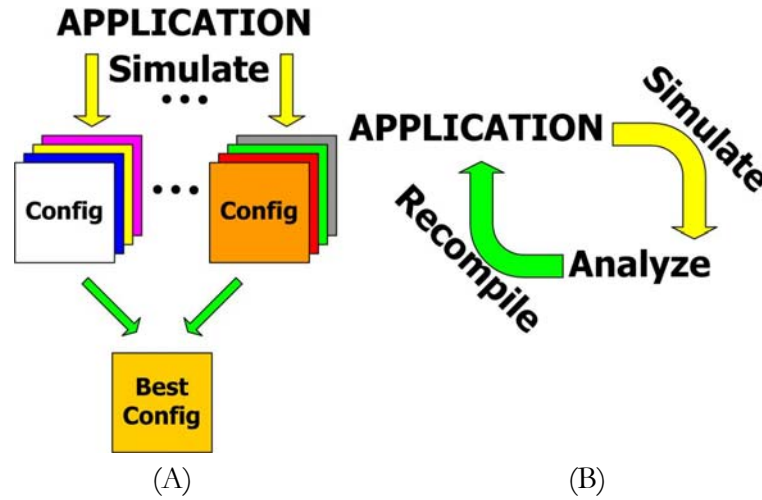 APPLICATION
Simulate
...
Config
...
Config
Best
Config
(A)
APPLICATION
Simulate
Analyze
Recompile
(B)